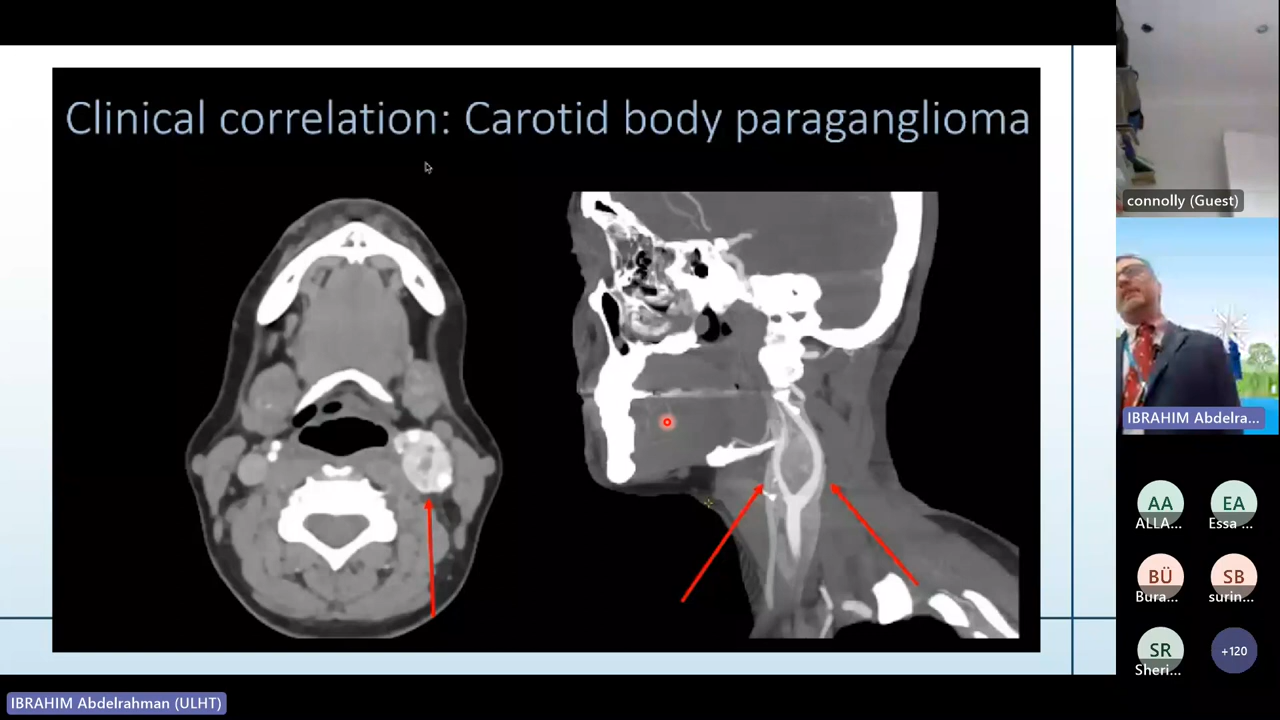 Clinical correlation: Carotid body paraganglioma
connolly (Guest)
IBRAHIM Abdelra...
AA
ALLA...
EA
Essa ...
BÜ
Bura...
SB
surin...
SR
Sheri...
+120
IBRAHIM Abdelrahman (ULHT)